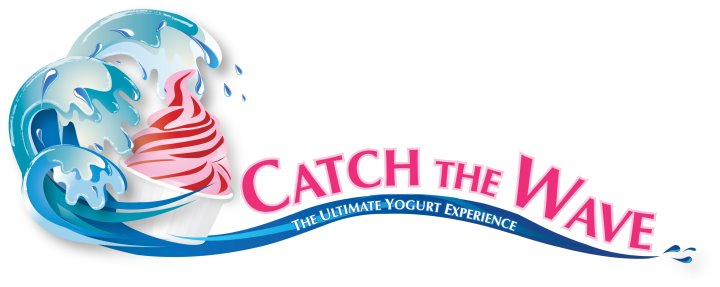 CATCH THE WAVE
THE ULTIMATE YOGURT EXPERIENCE